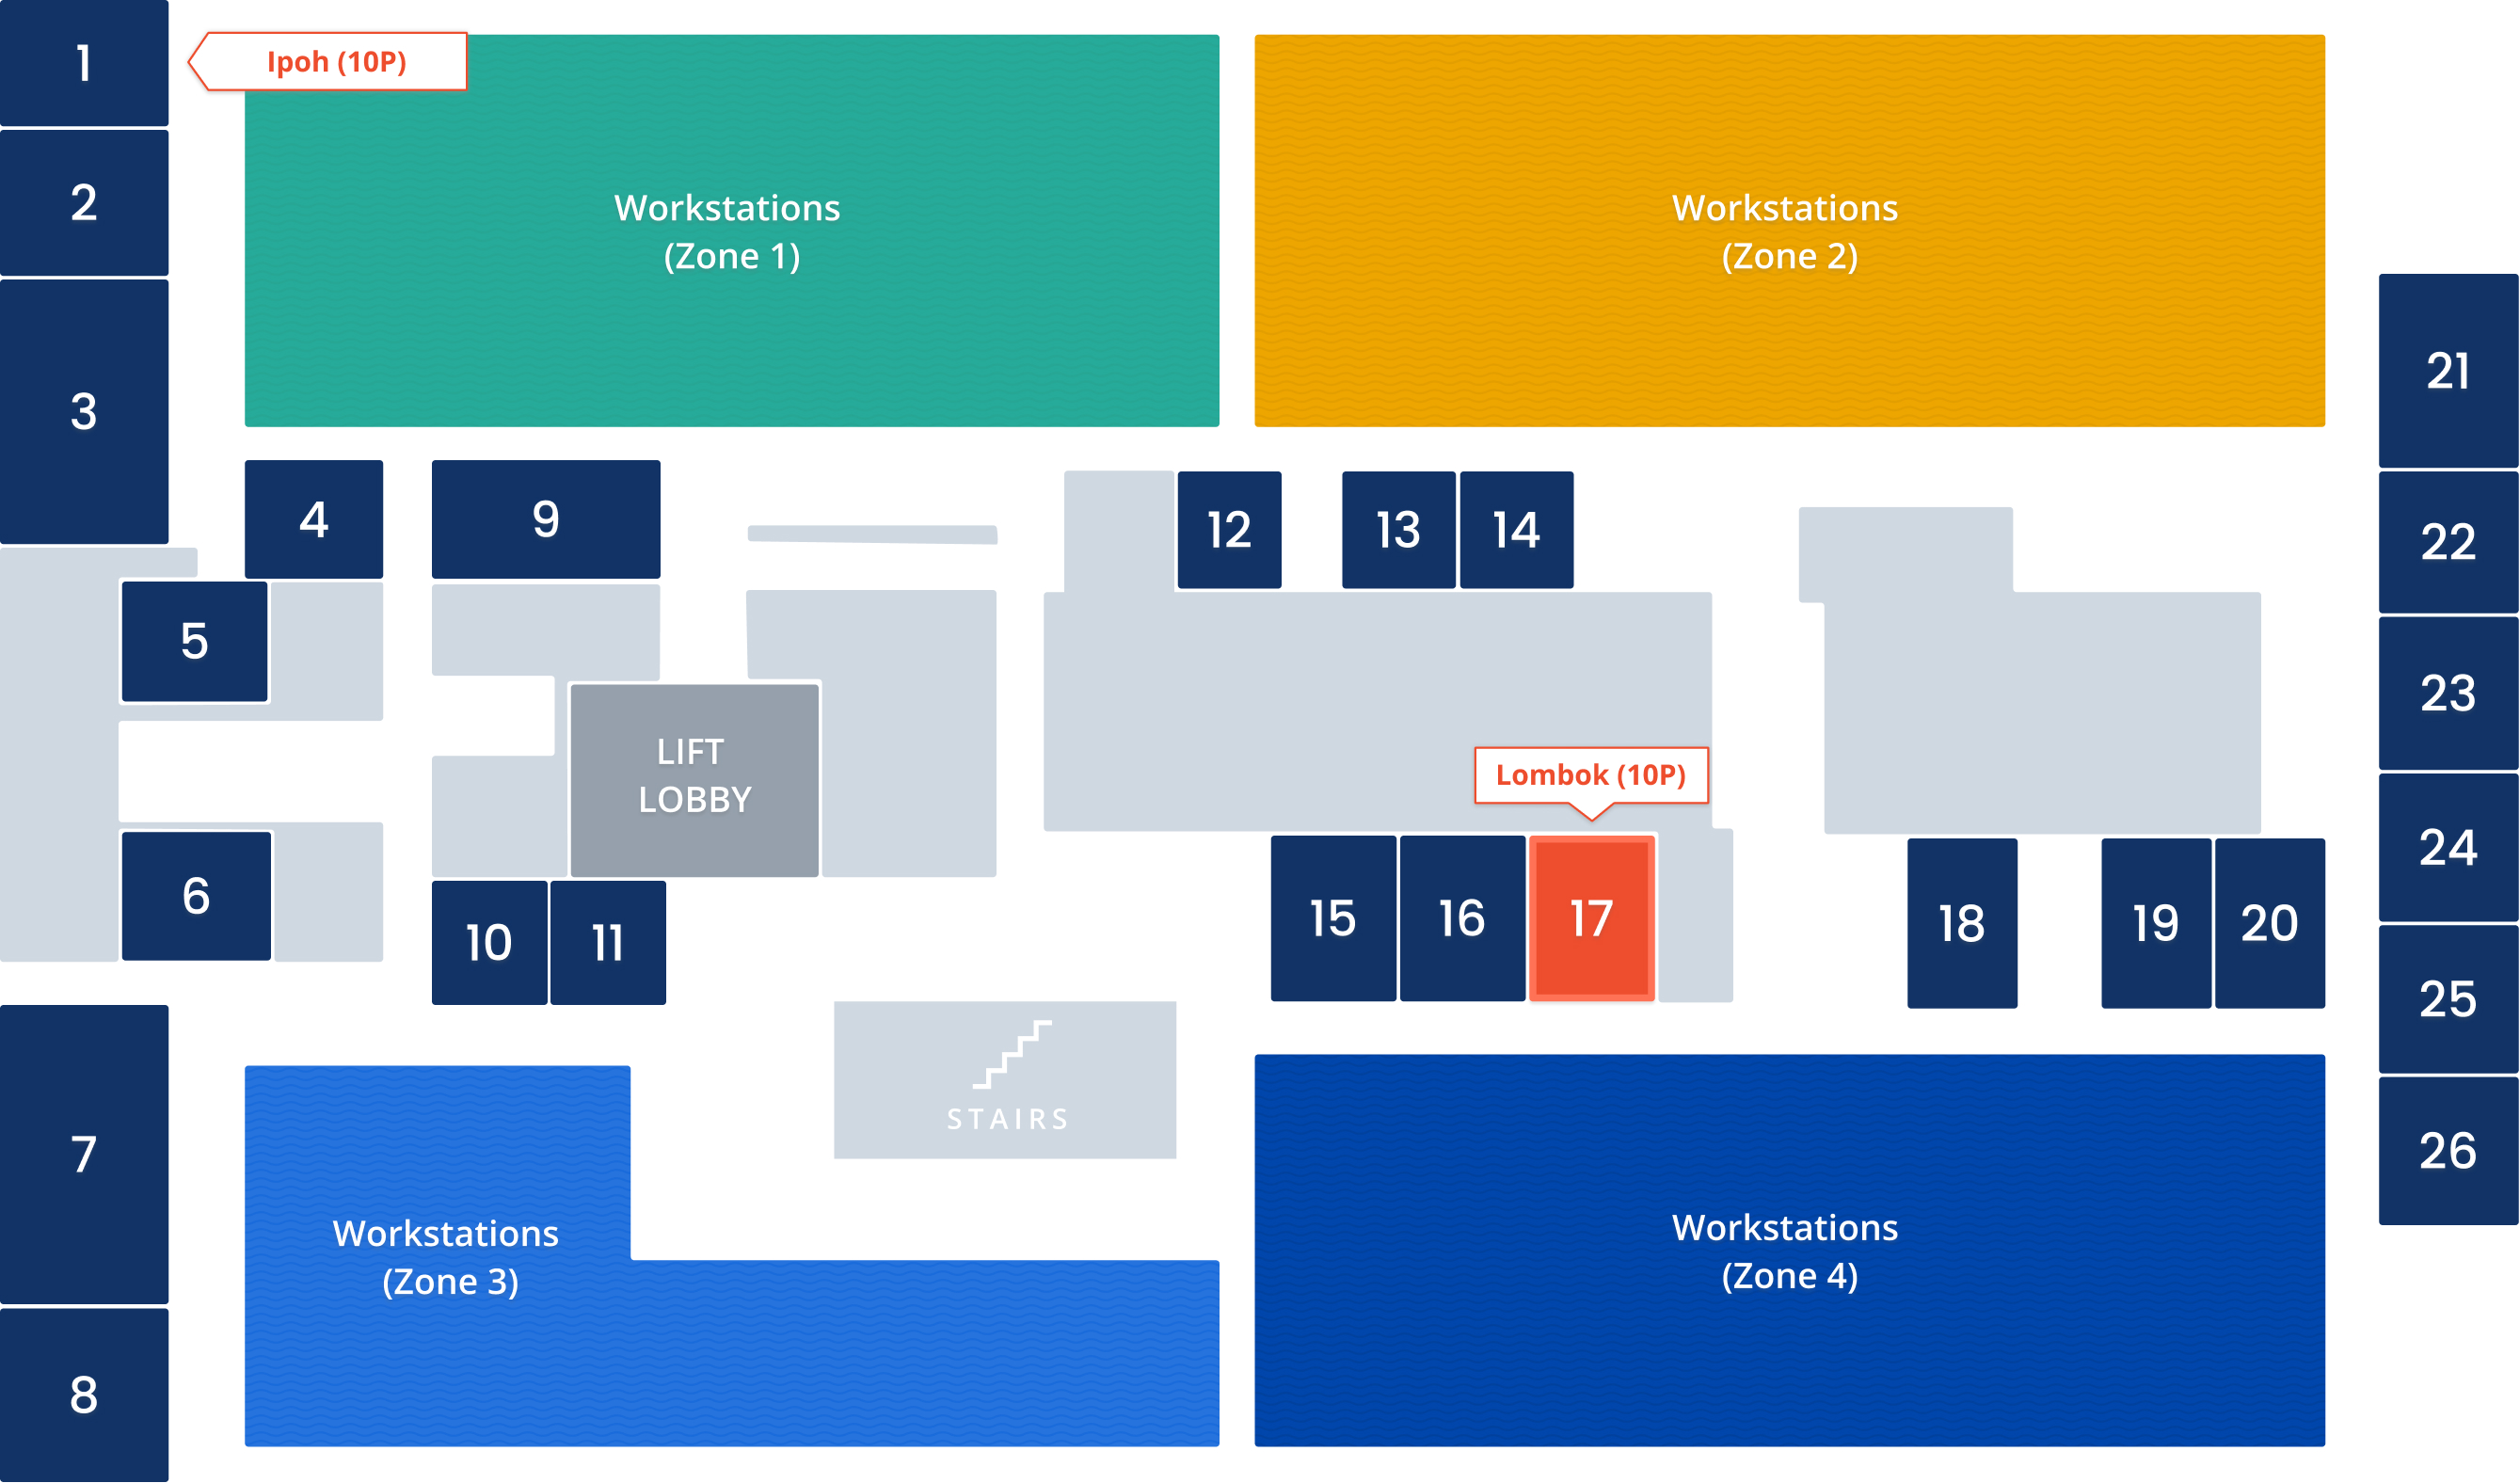 1
Ipoh (10P)
2
3
Workstations
(Zone 1)
Workstations
(Zone 2)
21
22
23
24
25
26
4
9
5
6
12
13
14
LIFT
LOBBY
Lombok (10P)
10
11
15
16
17
18
19
20
STAIRS
7
8
Workstations
(Zone 3)
Workstations
(Zone 4)